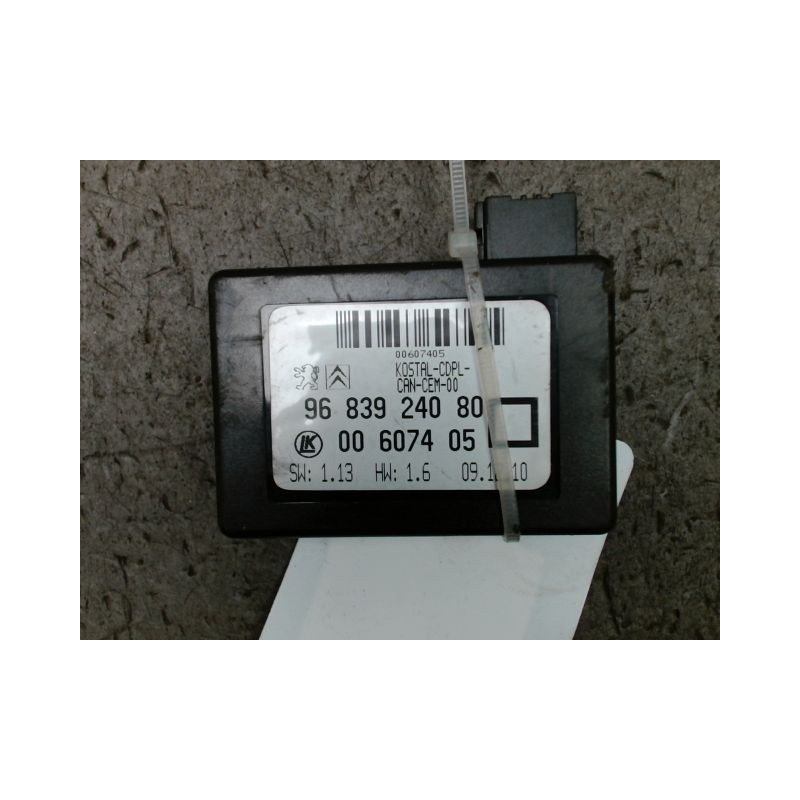 00607405
KOSTAL-CDPL-
CAN-CEM-00
96 839 240 80
LK 00 6074 05
SW: 1.13 HW: 1.6